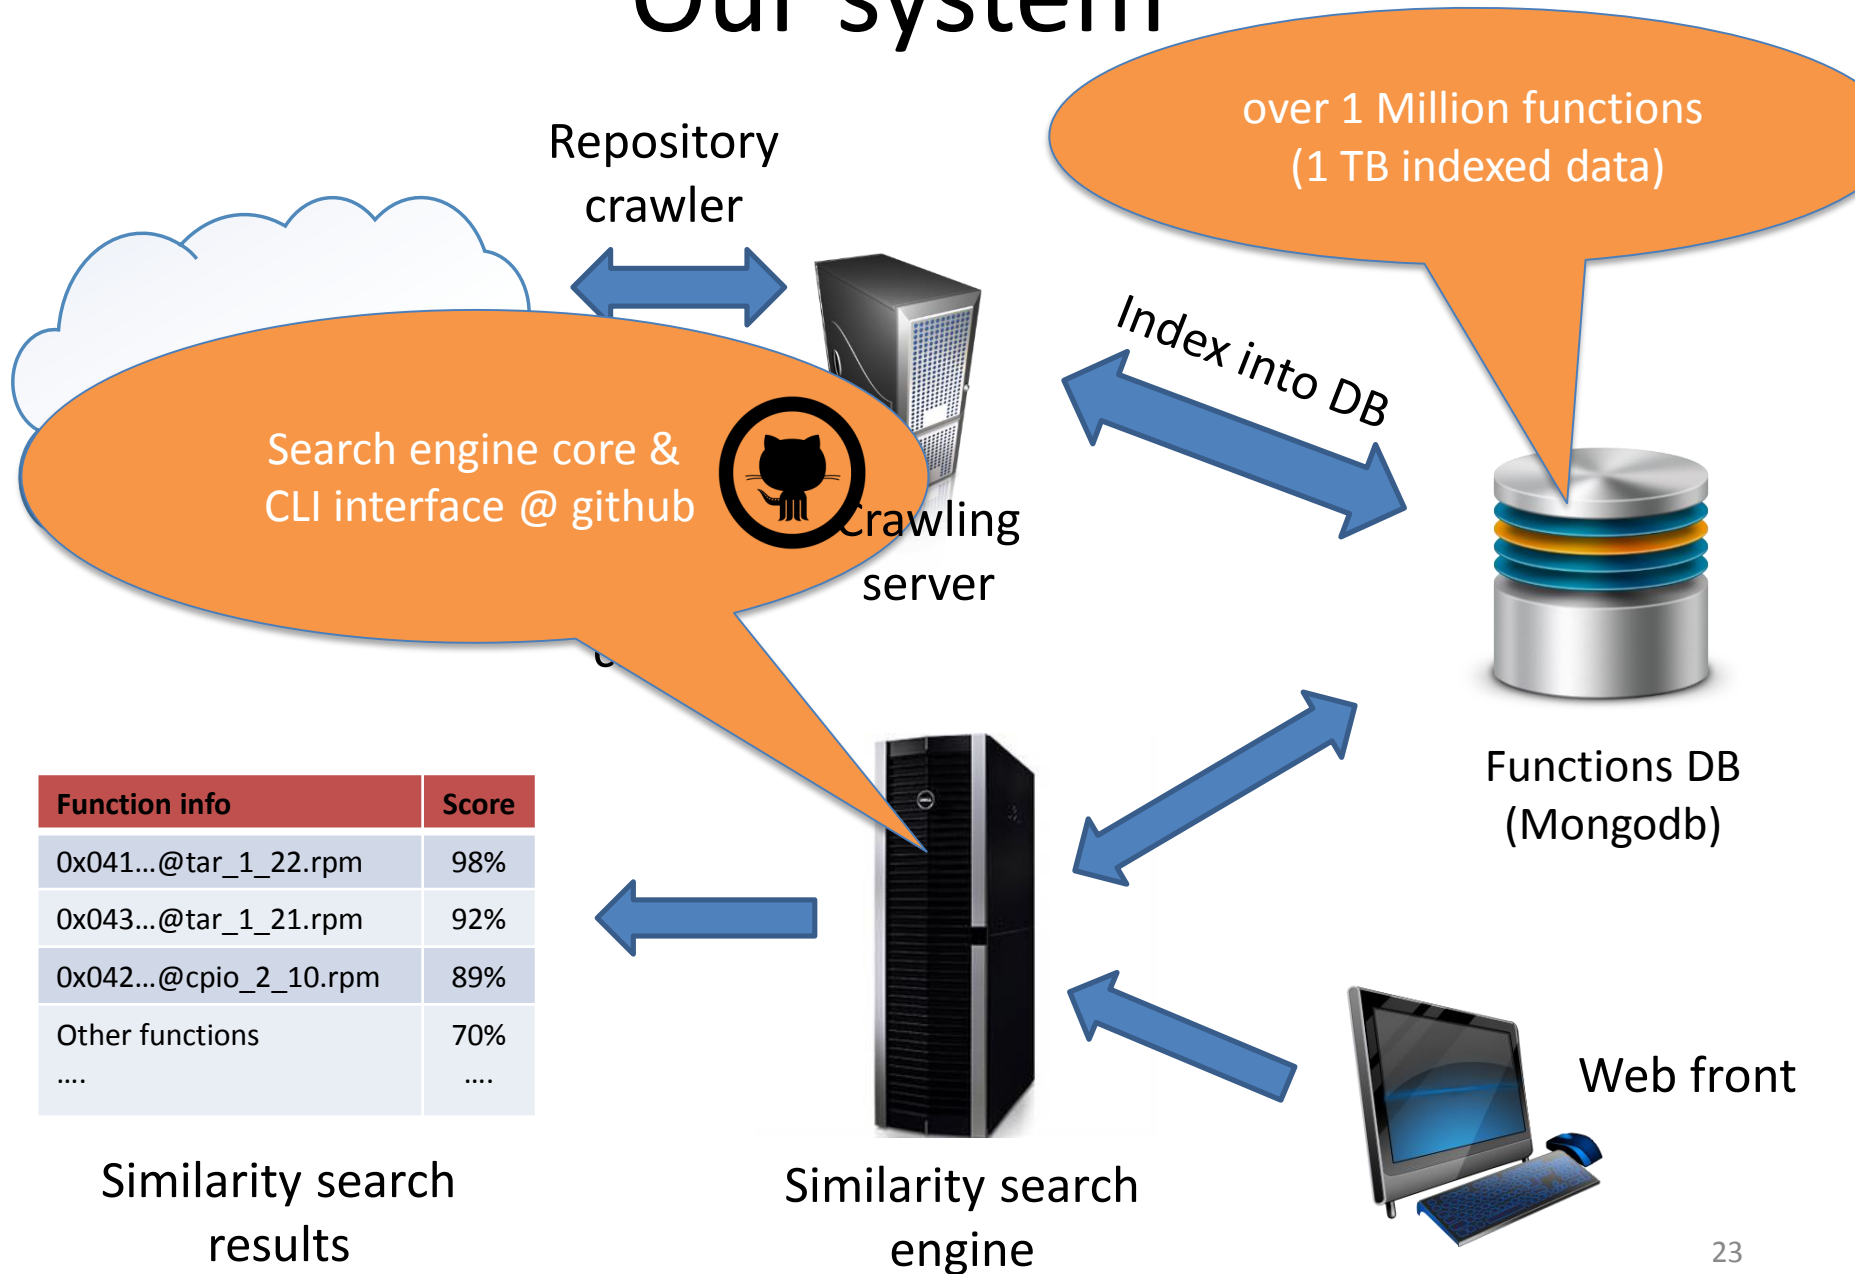 Our system
over 1 Million functions
(1 TB indexed data)
Repository
crawler
Index into DB
Search engine core &
CLI interface @ github
Crawling
server
Functions DB
(Mongodb)
Function info Score
0x041...@tar_1_22.rpm 98%
0x043...@tar_1_21.rpm 92%
0x042...@cpio_2_10.rpm 89%
Other functions 70%
.... ....
Web front
Similarity search
results
Similarity search
engine
23